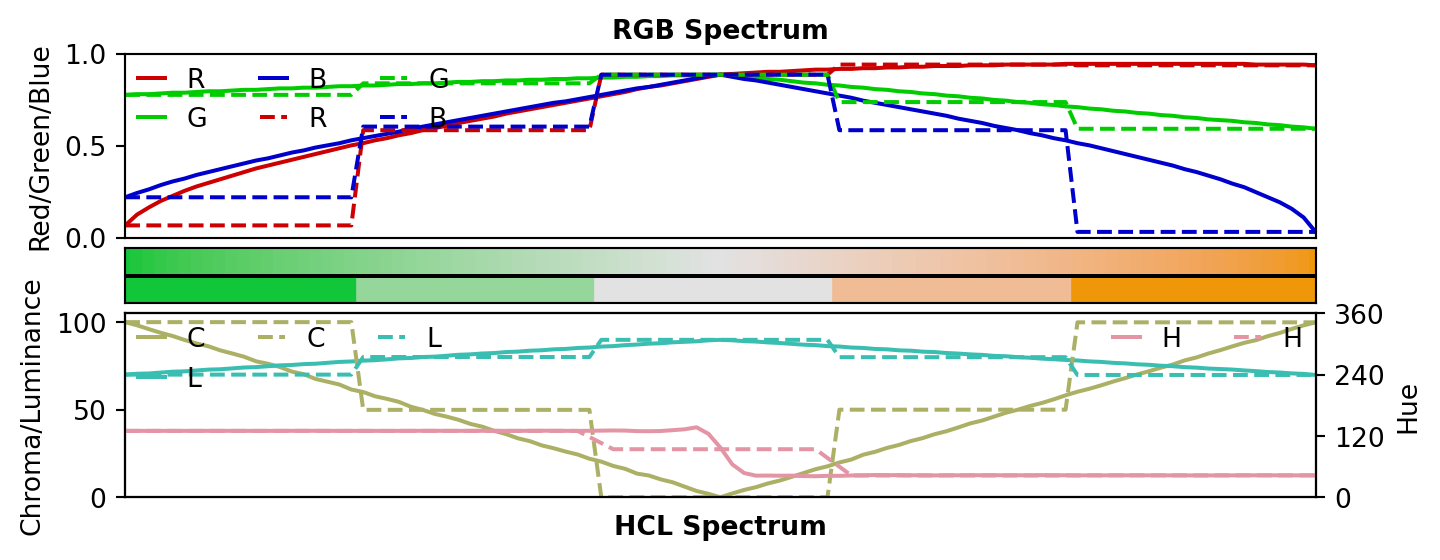 RGB Spectrum
Red/Green/Blue
1.0
0.5
0.0
R B G
G R B
Chroma/Luminance
100
50
0
C C L
L
H H
360
240
120
0
Hue
HCL Spectrum